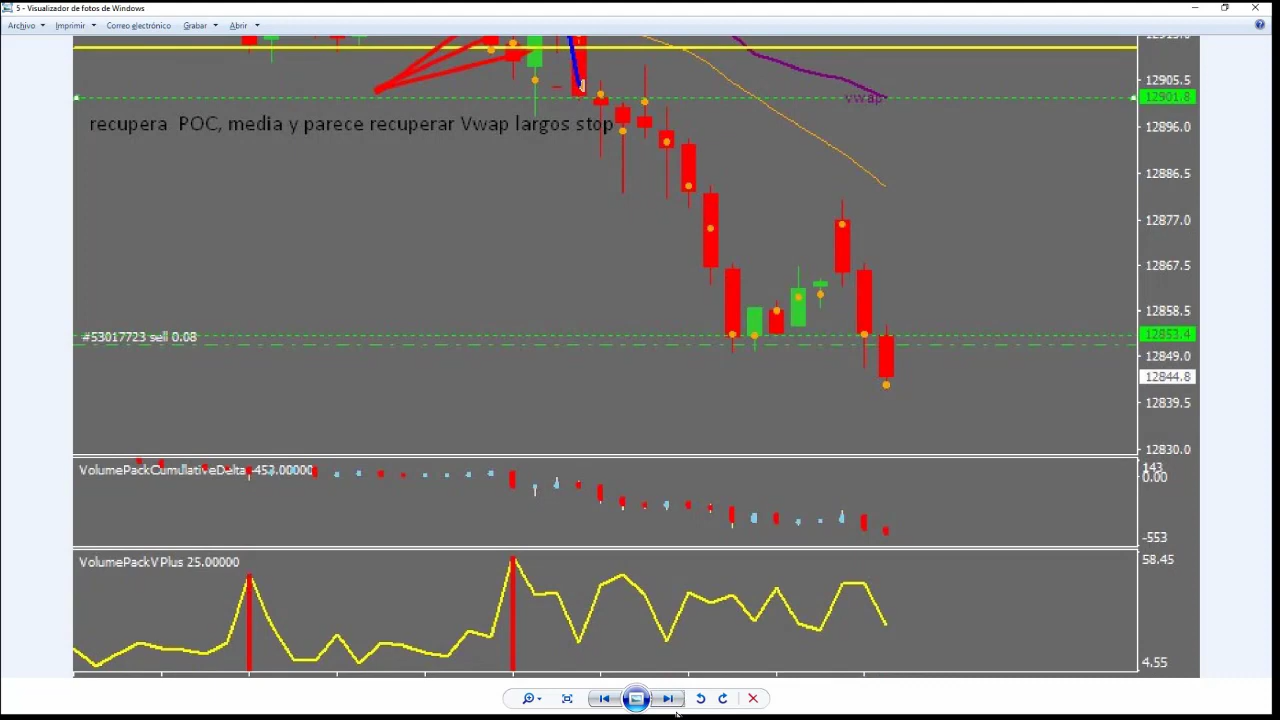 5 - Visualizador de fotos de Windows
Archivo Imprimir Correo electrónico Grabar Abrir
12905.5
vwap 12901.8
recupera POC, media y parece recuperar Vwap largos stop
12896.0
12886.5
12877.0
12867.5
12858.5
#53017723 sell 0.08 12853.4
12849.0
12844.8
12839.5
12830.0
VolumePackCumulativeDelta -453.00000 143
0.00
-553
VolumePackVPlus 25.00000 58.45
4.55